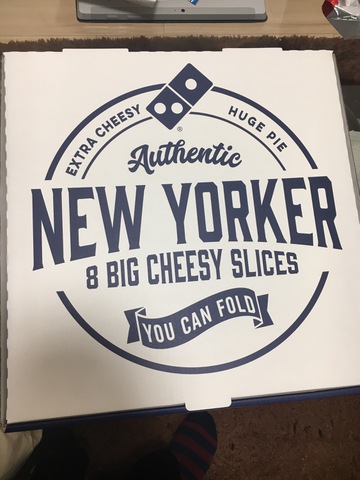 EXTRA CHEESY
HUGE PIE
®
Authentic
NEW YORKER
8 BIG CHEESY SLICES
YOU CAN FOLD